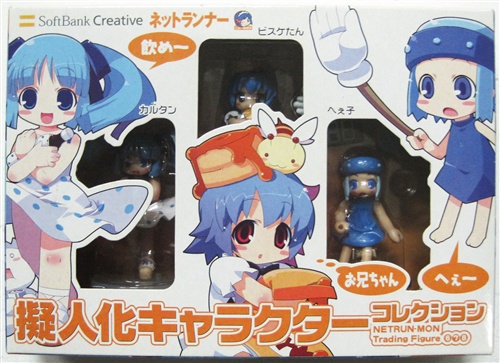 SoftBank Creative ネットランナー
飲め〜
ビスケたん
カルタン
へぇ子
お兄ちゃん
へぇー
擬人化キャラクターコレクション
NETRUN-MON
Trading Figure